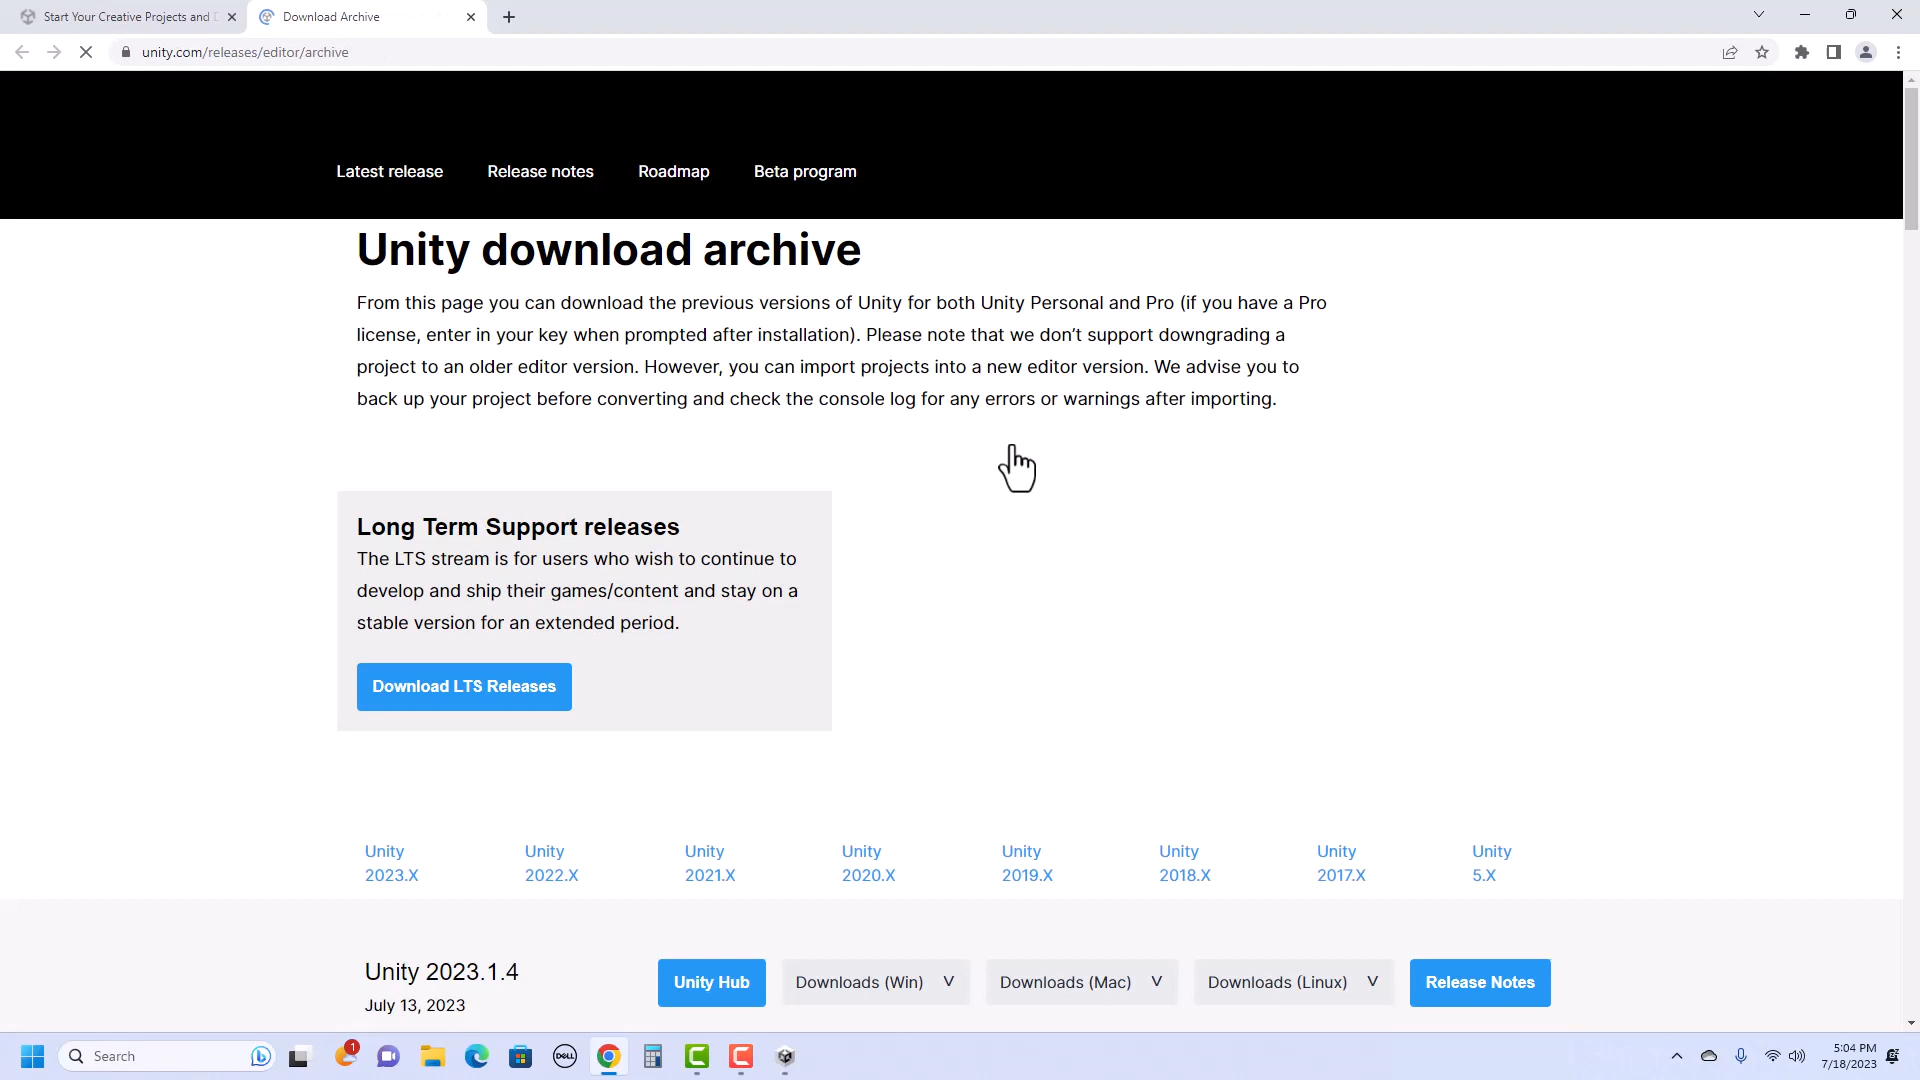 Start Your Creative Projects and
Download Archive
unity.com/releases/editor/archive
Latest release
Release notes
Roadmap
Beta program
Unity download archive
From this page you can download the previous versions of Unity for both Unity Personal and Pro (if you have a Pro
license, enter in your key when prompted after installation). Please note that we don’t support downgrading a
project to an older editor version. However, you can import projects into a new editor version. We advise you to
back up your project before converting and check the console log for any errors or warnings after importing.
Long Term Support releases
The LTS stream is for users who wish to continue to
develop and ship their games/content and stay on a
stable version for an extended period.
Download LTS Releases
Unity
2023.X
Unity
2022.X
Unity
2021.X
Unity
2020.X
Unity
2019.X
Unity
2018.X
Unity
2017.X
Unity
5.X
Unity 2023.1.4
July 13, 2023
Unity Hub
Downloads (Win)
Downloads (Mac)
Downloads (Linux)
Release Notes
Search
1
DELL
5:04 PM
7/18/2023